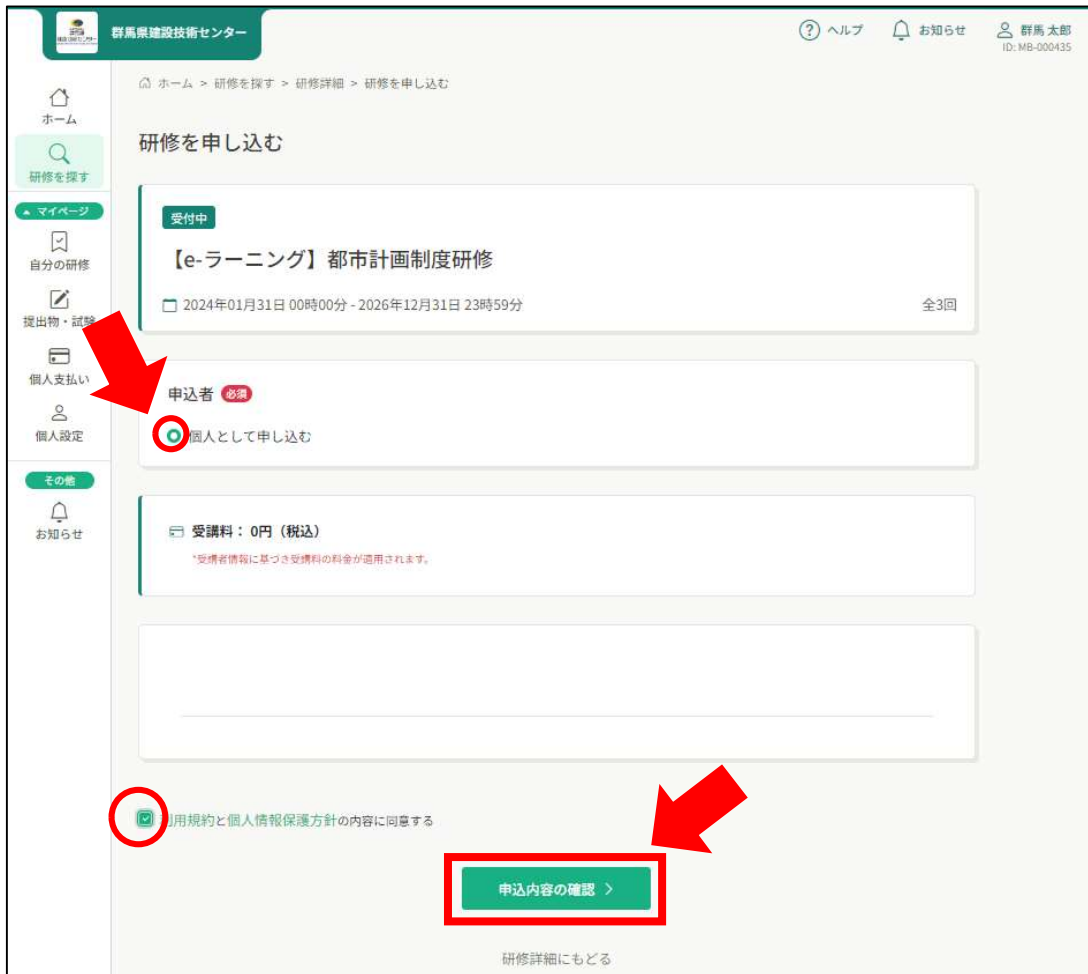 群馬県建設技術センター
ヘルプ
お知らせ
群馬 太郎
ID: MB-000435
ホーム > 研修を探す > 研修詳細 > 研修を申し込む
ホーム
研修を探す
マイページ
自分の研修
提出物・試験
個人支払い
個人設定
その他
お知らせ
研修を申し込む
受付中
【e-ラーニング】都市計画制度研修
2024年01月31日 00時00分 - 2026年12月31日 23時59分
全3回
申込者 必須
個人として申し込む
受講料： 0円（税込）
*受講者情報に基づき受講料の料金が適用されます。
利用規約と個人情報保護方針の内容に同意する
申込内容の確認 >
研修詳細にもどる